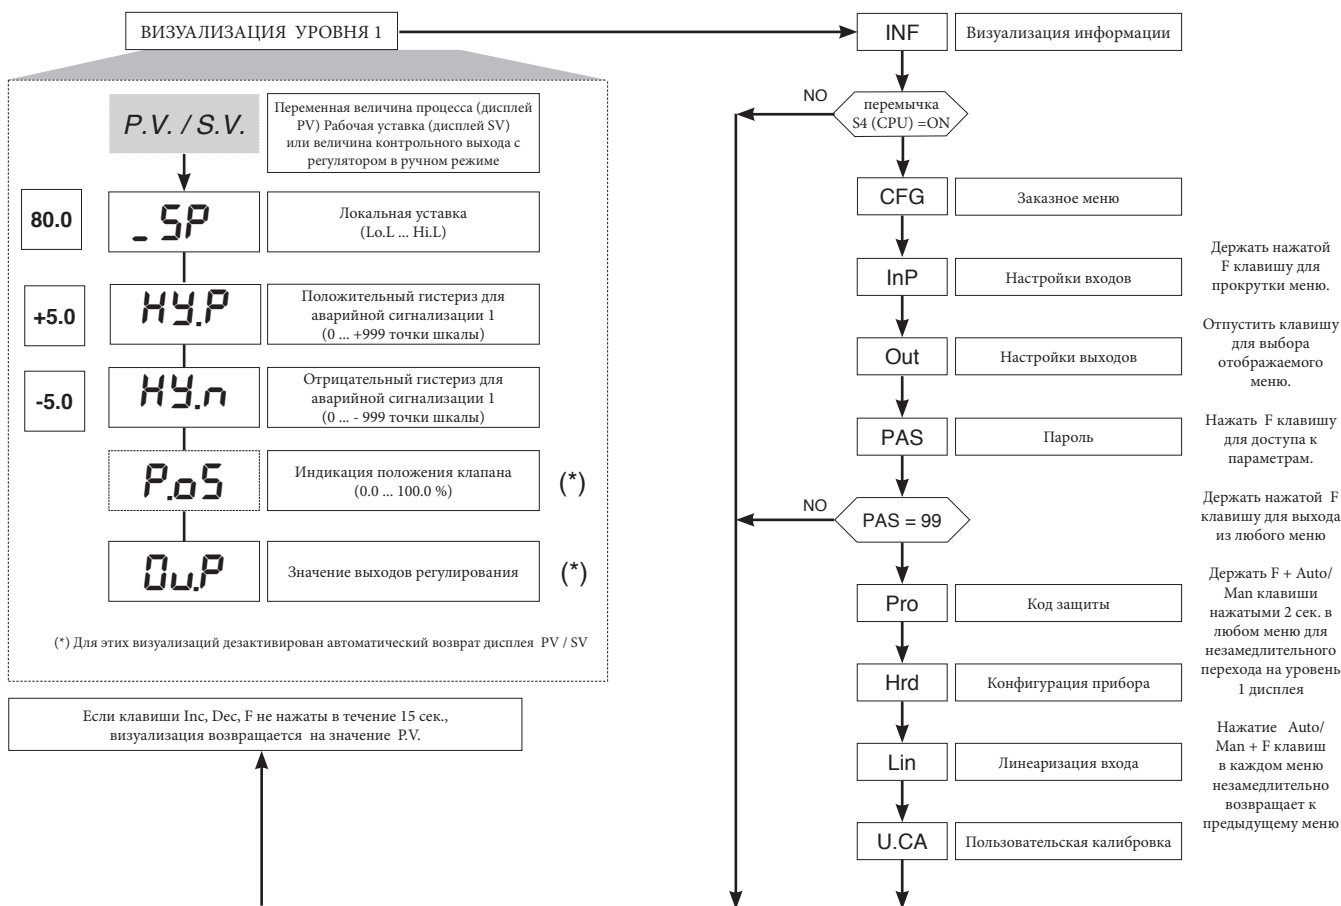 ВИЗУАЛИЗАЦИЯ УРОВНЯ 1
P.V. / S.V.
Переменная величина процесса (дисплей
PV) Рабочая уставка (дисплей SV)
или величина контрольного выхода с
регулятором в ручном режиме
80.0
_SP
Локальная уставка
(Lo.L ... Hi.L)
+5.0
HY.P
Положительный гистериз для
аварийной сигнализации 1
(0 ... +999 точки шкалы)
-5.0
HY.n
Отрицательный гистериз для
аварийной сигнализации 1
(0 ... - 999 точки шкалы)
P.oS
Индикация положения клапана
(0.0 ... 100.0 %)
(*)
Ou.P
Значение выходов регулирования
(*)
(*) Для этих визуализаций дезактивирован автоматический возврат дисплея PV / SV
Если клавиши Inc, Dec, F не нажаты в течение 15 сек.,
визуализация возвращается на значение P.V.
INF
Визуализация информации
NO
перемычка
S4 (CPU) =ON
CFG
Заказное меню
InP
Настройки входов
Out
Настройки выходов
PAS
Пароль
NO
PAS = 99
Pro
Код защиты
Hrd
Конфигурация прибора
Lin
Линеаризация входа
U.CA
Пользовательская калибровка
Держать нажатой
F клавишу для
прокрутки меню.
Отпустить клавишу
для выбора
отображаемого
меню.
Нажать F клавишу
для доступа к
параметрам.
Держать нажатой F
клавишу для выхода
из любого меню
Держать F + Auto/
Man клавиши
нажатыми 2 сек. в
любом меню для
незамедлительного
перехода на уровень
1 дисплея
Нажатие Auto/
Man + F клавиш
в каждом меню
незамедлительно
возвращает к
предыдущему меню